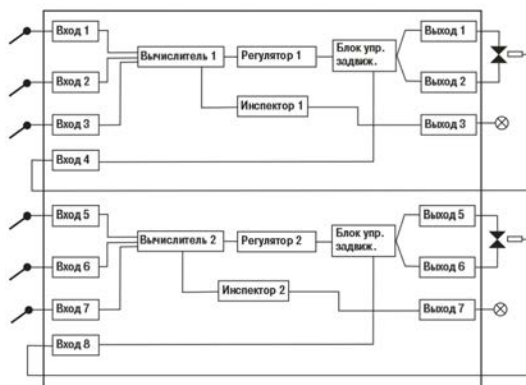 Вход 1
Выход 1
Вычислитель 1
Регулятор 1
Блок упр.
задвиж.
Вход 2
Выход 2
Инспектор 1
Вход 3
Выход 3
Вход 4
Вход 5
Выход 5
Вычислитель 2
Регулятор 2
Блок упр.
задвиж.
Вход 6
Выход 6
Инспектор 2
Вход 7
Выход 7
Вход 8